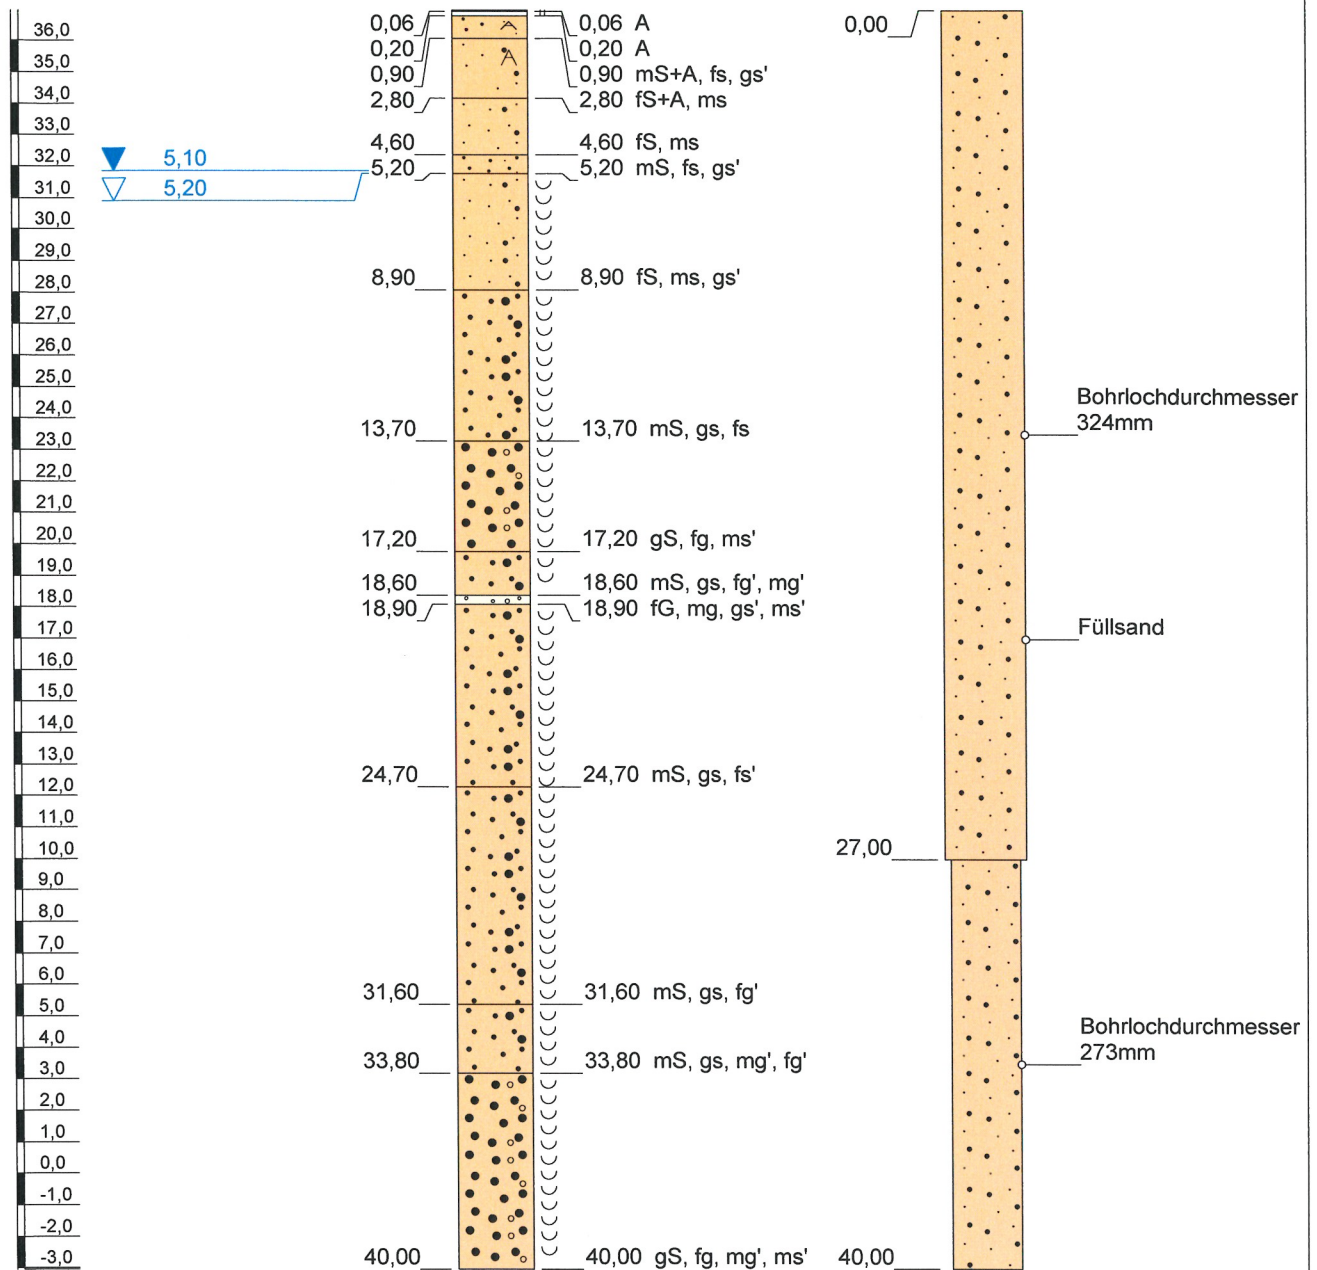 36,0
35,0
34,0
33,0
32,0
31,0
30,0
29,0
28,0
27,0
26,0
25,0
24,0
23,0
22,0
21,0
20,0
19,0
18,0
17,0
16,0
15,0
14,0
13,0
12,0
11,0
10,0
9,0
8,0
7,0
6,0
5,0
4,0
3,0
2,0
1,0
0,0
-1,0
-2,0
-3,0
5,10
5,20
0,06
0,20
0,90
2,80
4,60
5,20
8,90
13,70
17,20
18,60
18,90
24,70
31,60
33,80
40,00
A
A
0,06 A
0,20 A
0,90 mS+A, fs, gs'
2,80 fS+A, ms
4,60 fS, ms
5,20 mS, fs, gs'
8,90 fS, ms, gs'
13,70 mS, gs, fs
17,20 gS, fg, ms'
18,60 mS, gs, fg', mg'
18,90 fG, mg, gs', ms'
24,70 mS, gs, fs'
31,60 mS, gs, fg'
33,80 mS, gs, mg', fg'
40,00 gS, fg, mg', ms'
0,00
27,00
40,00
Bohrlochdurchmesser
324mm
Füllsand
Bohrlochdurchmesser
273mm